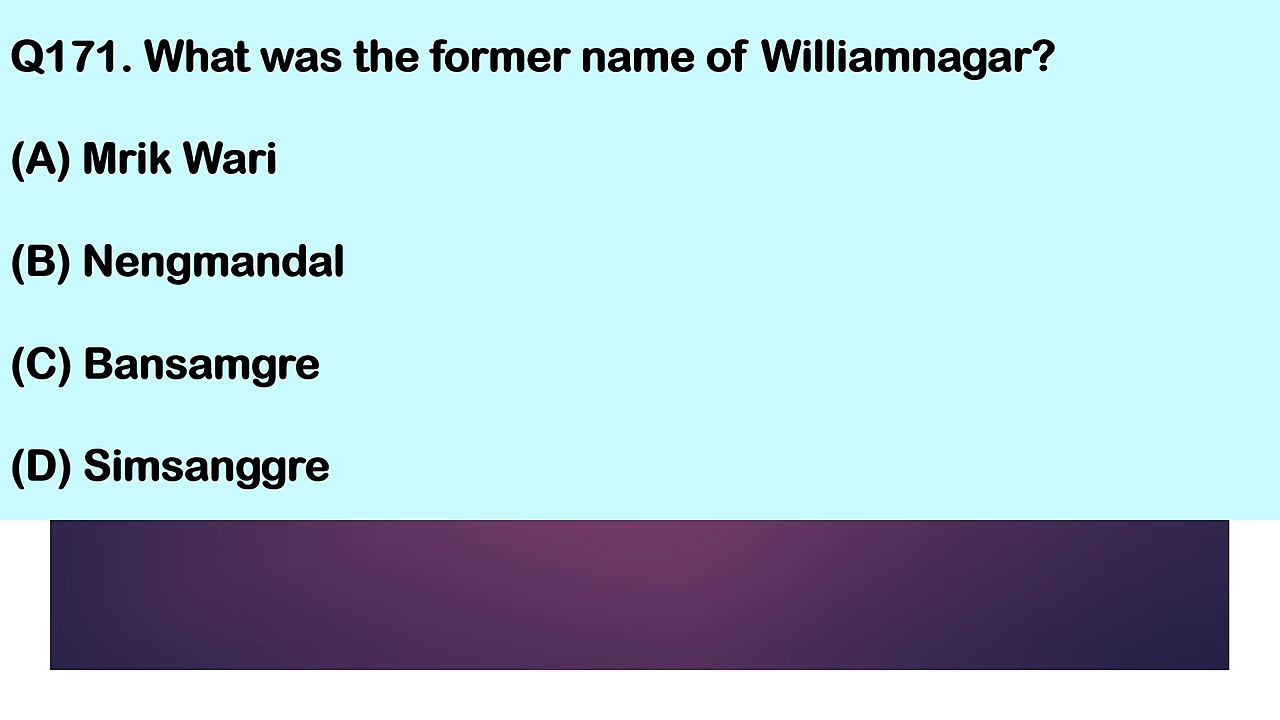 Q171. What was the former name of Williamnagar?
(A) Mrik Wari
(B) Nengmandal
(C) Bansamgre
(D) Simsanggre